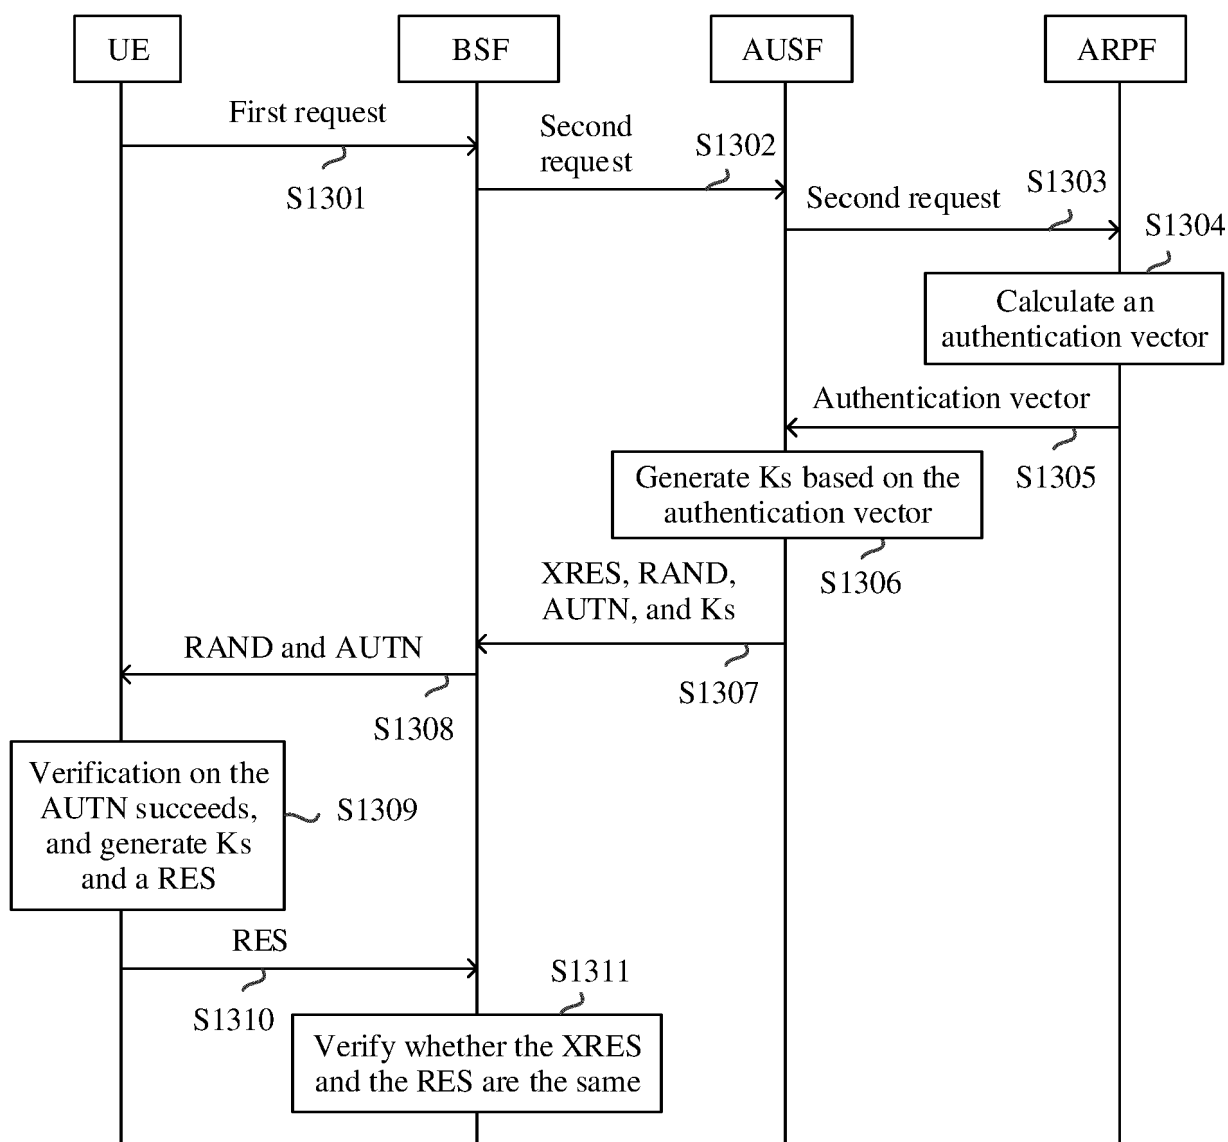 UE
BSF
AUSF
ARPF
First request
S1301
Second
request
S1302
Second request
S1303
S1304
Calculate an
authentication vector
Authentication vector
S1305
Generate Ks based on the
authentication vector
S1306
XRES, RAND,
AUTN, and Ks
S1307
RAND and AUTN
S1308
Verification on the
AUTN succeeds,
and generate Ks
and a RES
S1309
RES
S1310
S1311
Verify whether the XRES
and the RES are the same